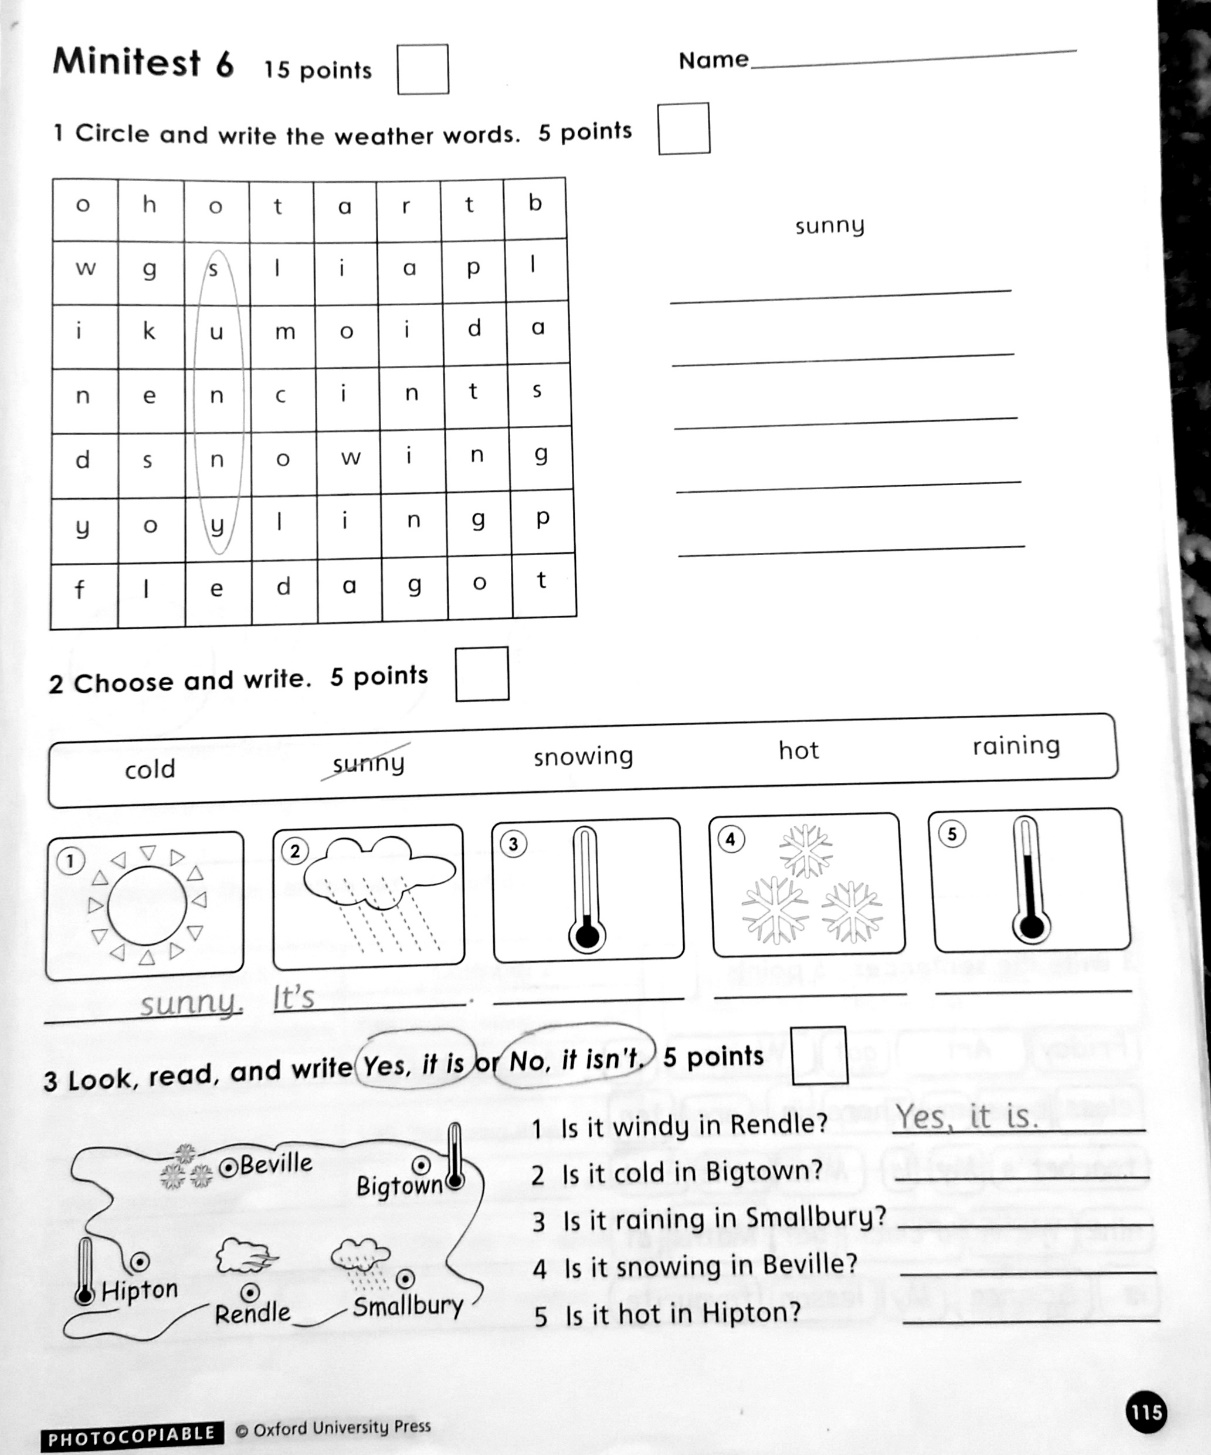 Minitest 6 15 points
Name
1 Circle and write the weather words. 5 points
o h o t a r t b
w g s l i a p l
i k u m o i d a
n e n c i n t s
d s n o w i n g
y o y l i n g p
f l e d a g o t
sunny
2 Choose and write. 5 points
cold sunny snowing hot raining
1 2 3 4 5
sunny. It's .
3 Look, read, and write Yes, it is or No, it isn't. 5 points
Beville
Bigtown
Hipton
Rendle
Smallbury
1 Is it windy in Rendle? Yes, it is.
2 Is it cold in Bigtown?
3 Is it raining in Smallbury?
4 Is it snowing in Beville?
5 Is it hot in Hipton?
PHOTOCOPIABLE © Oxford University Press
115